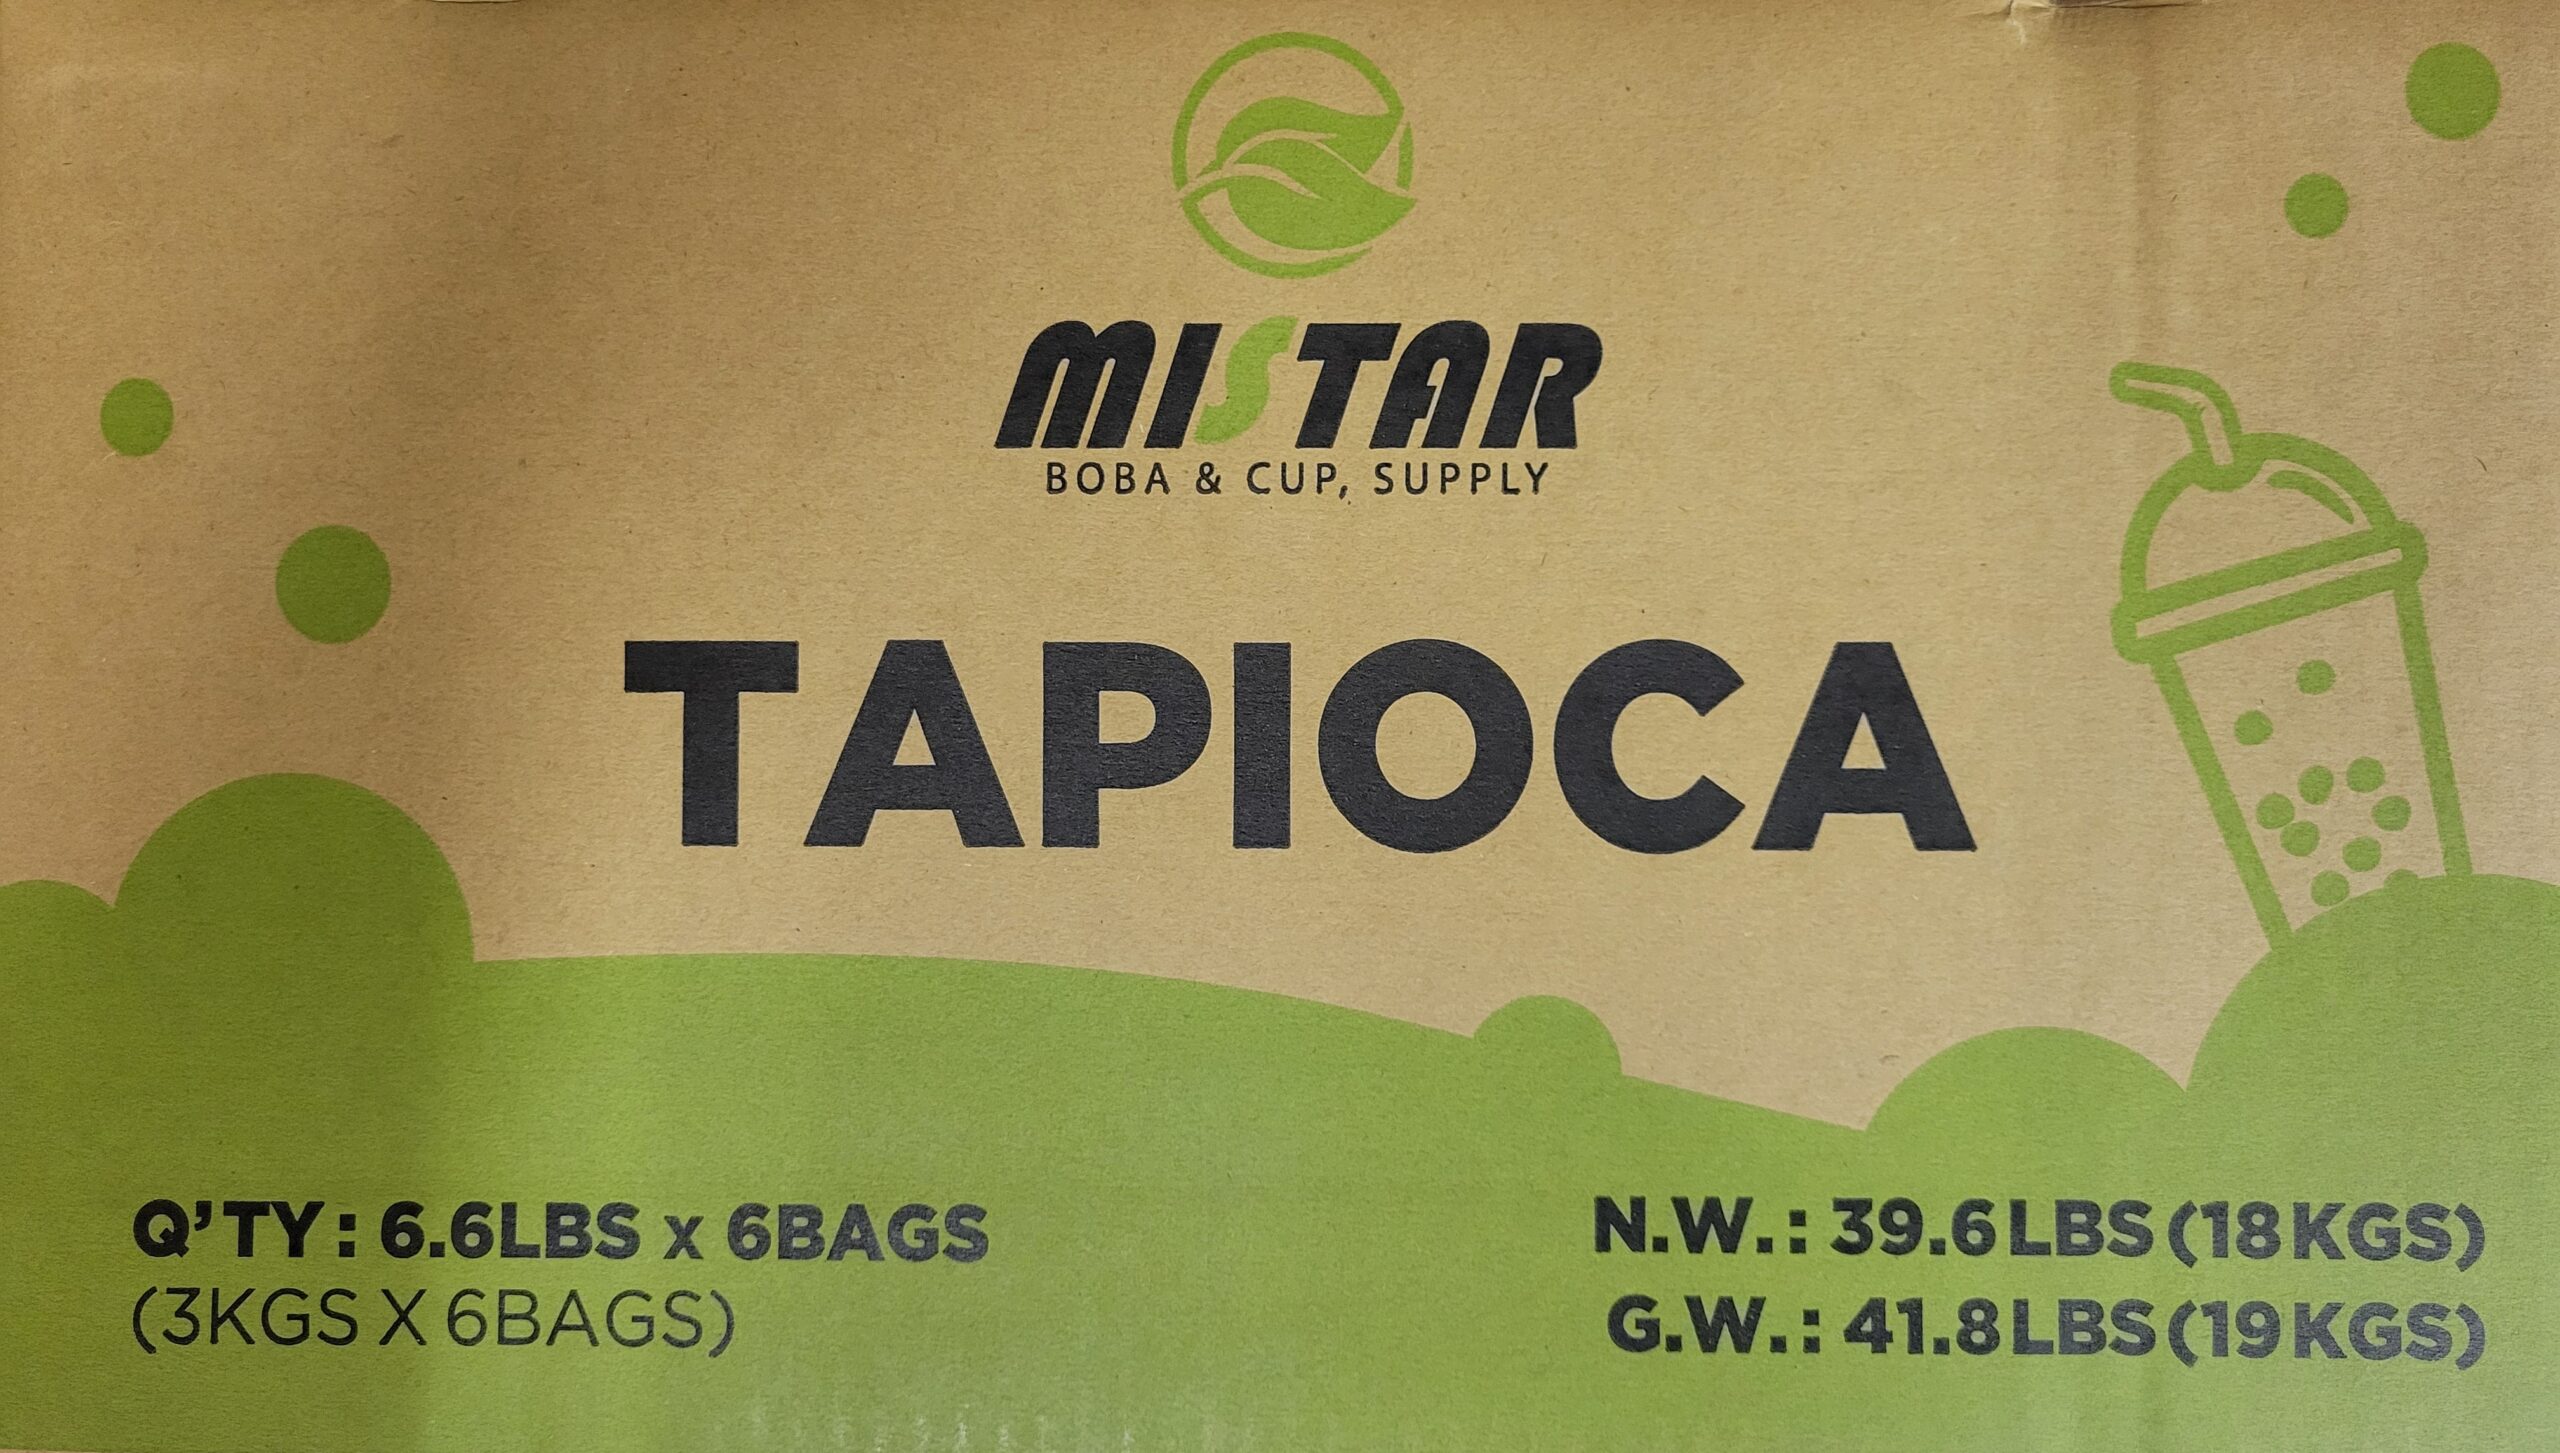 MISTAR
BOBA & CUP, SUPPLY
TAPIOCA
Q'TY : 6.6LBS x 6BAGS
(3KGS X 6BAGS)
N.W. : 39.6LBS (18KGS)
G.W. : 41.8LBS (19KGS)